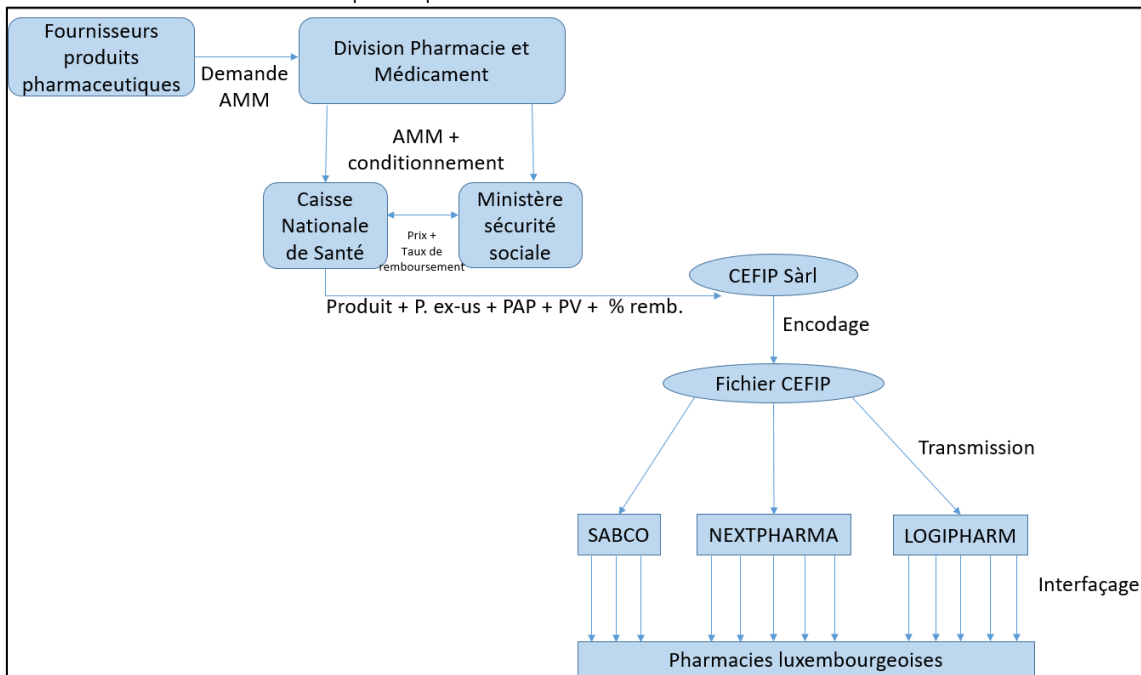 Fournisseurs
produits
pharmaceutiques
Demande
AMM
Division Pharmacie et
Médicament
AMM +
conditionnement
Caisse
Nationale
de Santé
Prix +
Taux de
remboursement
Ministère
sécurité
sociale
Produit + P. ex-us + PAP + PV + % remb.
CEFIP Sàrl
Encodage
Fichier CEFIP
Transmission
SABCO
NEXTPHARMA
LOGIPHARM
Interfaçage
Pharmacies luxembourgeoises